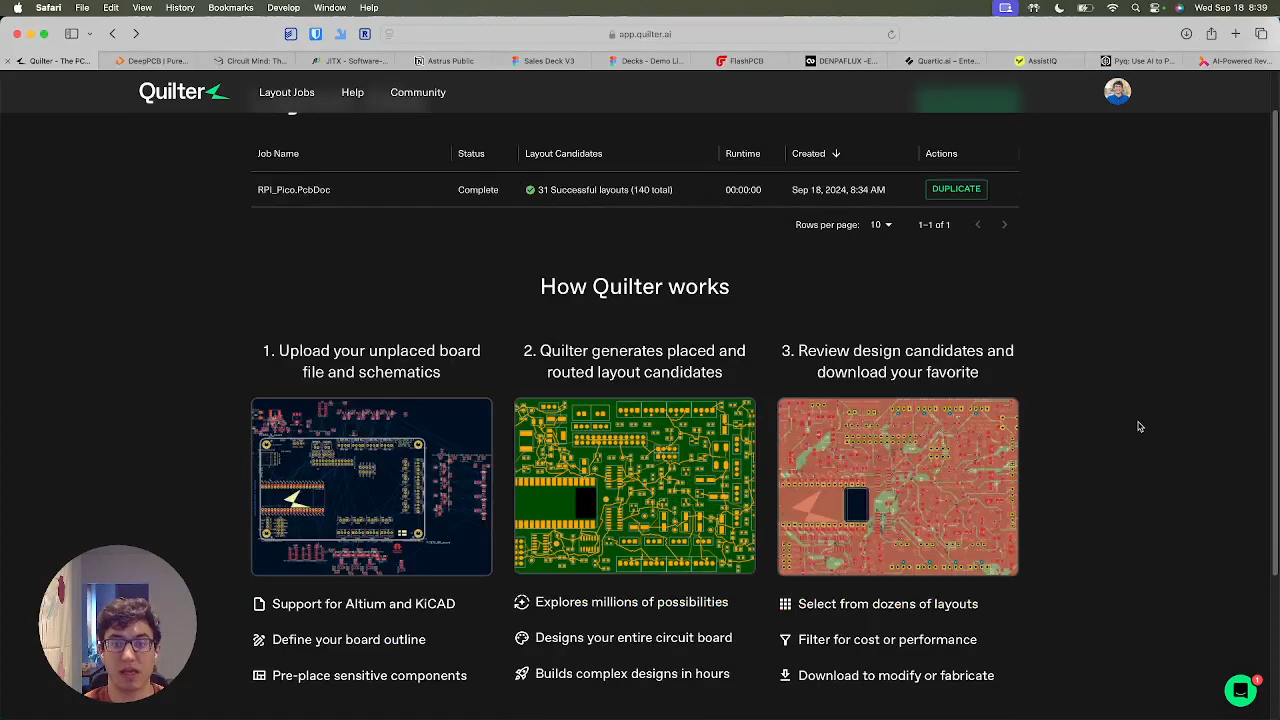 Safari File Edit View History Bookmarks Develop Window Help Wed Sep 18 8:39
app.quilter.ai
Quilter - The PC... DeepPCB | Pure... Circuit Mind: Th... JITX - Software-... Astrus Public Sales Deck V3 Decks - Demo Li... FlashPCB DENPAFLUX –E... Quartic.ai – Ente... AssistIQ Pyq: Use AI to P... AI-Powered Rev...
Quilter Layout Jobs Help Community
Job Name Status Layout Candidates Runtime Created Actions
RPI_Pico.PcbDoc Complete 31 Successful layouts (140 total) 00:00:00 Sep 18, 2024, 8:34 AM DUPLICATE
Rows per page: 10 1–1 of 1
How Quilter works
1. Upload your unplaced board
file and schematics
2. Quilter generates placed and
routed layout candidates
3. Review design candidates and
download your favorite
Support for Altium and KiCAD
Define your board outline
Pre-place sensitive components
Explores millions of possibilities
Designs your entire circuit board
Builds complex designs in hours
Select from dozens of layouts
Filter for cost or performance
Download to modify or fabricate
1